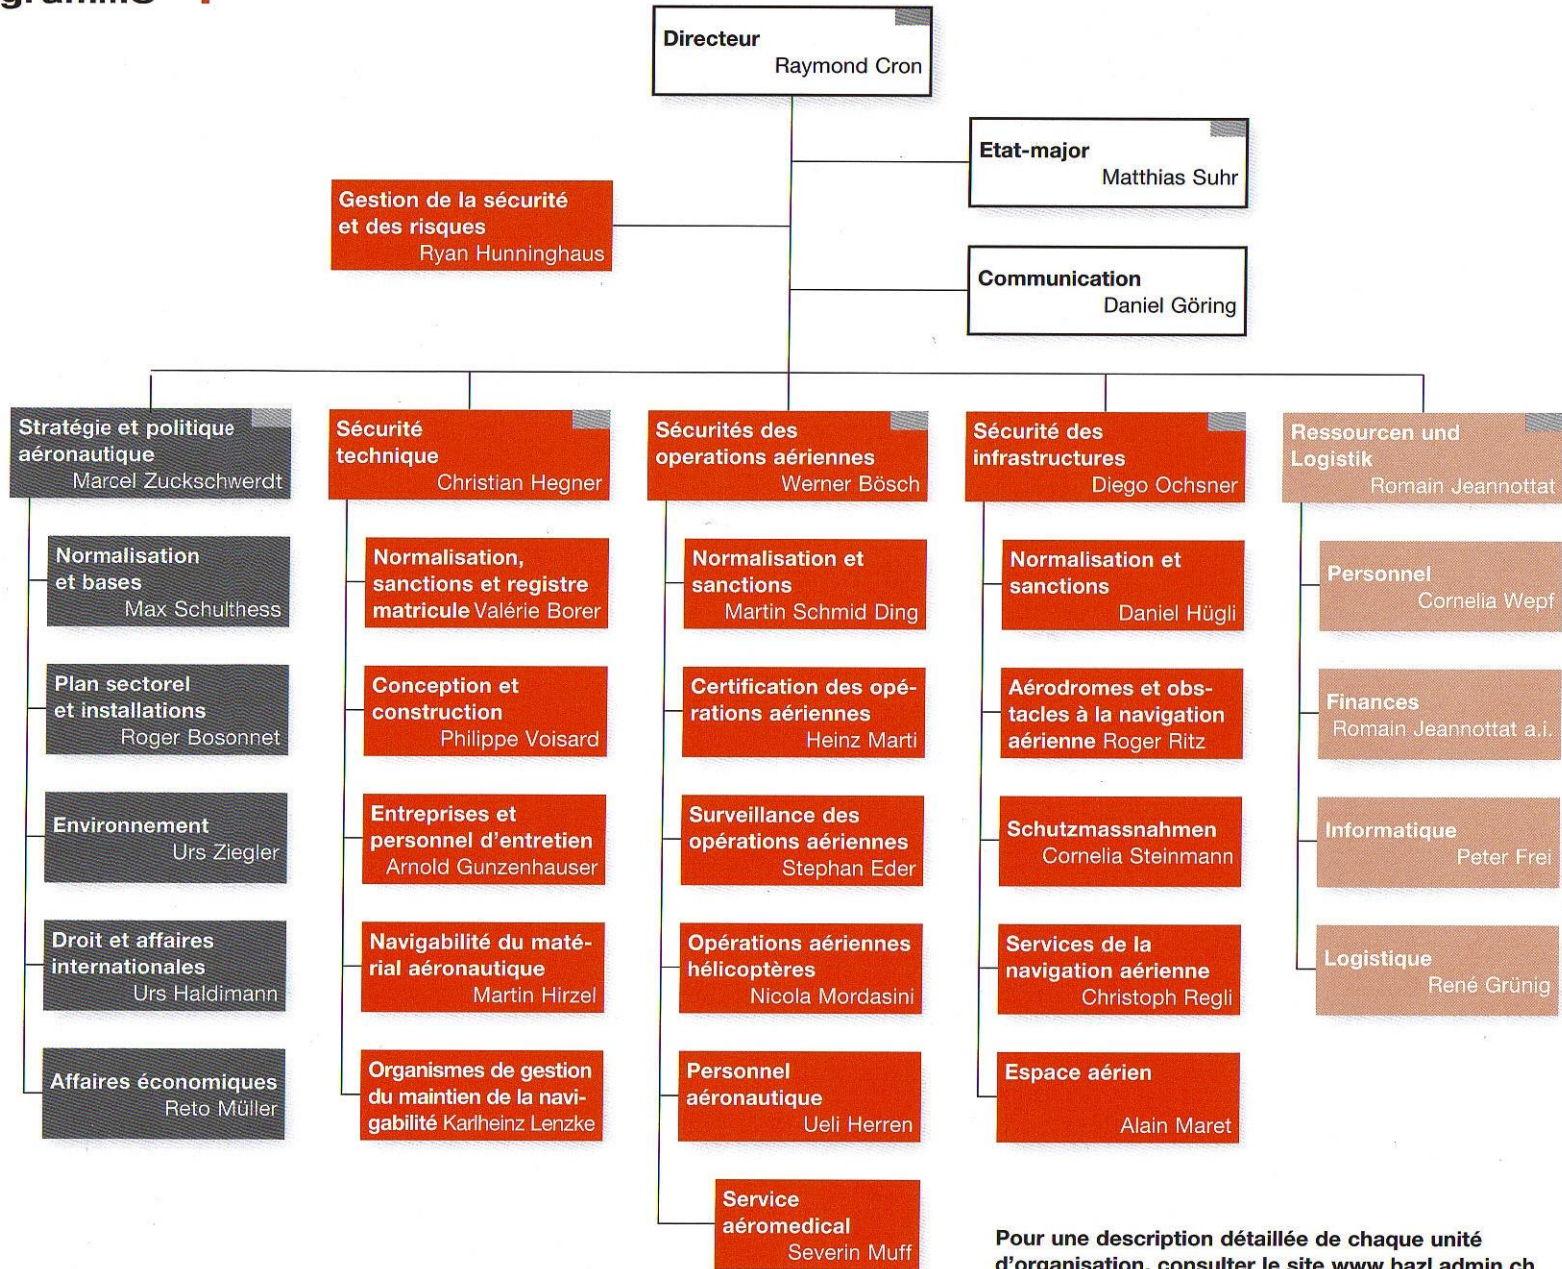 Directeur
Raymond Cron
Etat-major
Matthias Suhr
Gestion de la sécurité
et des risques
Ryan Hunninghaus
Communication
Daniel Göring
Stratégie et politique
aéronautique
Marcel Zuckschwerdt
Normalisation
et bases
Max Schulthess
Plan sectorel
et installations
Roger Bosonnet
Environnement
Urs Ziegler
Droit et affaires
internationales
Urs Haldimann
Affaires économiques
Reto Müller
Sécurité
technique
Christian Hegner
Normalisation,
sanctions et registre
matricule Valérie Borer
Conception et
construction
Philippe Voisard
Entreprises et
personnel d'entretien
Arnold Gunzenhauser
Navigabilité du maté-
rial aéronautique
Martin Hirzel
Organismes de gestion
du maintien de la navi-
gabilité Karlheinz Lenzke
Sécurités des
operations aériennes
Werner Bösch
Normalisation et
sanctions
Martin Schmid Ding
Certification des opé-
rations aériennes
Heinz Marti
Surveillance des
opérations aériennes
Stephan Eder
Opérations aériennes
hélicoptères
Nicola Mordasini
Personnel
aéronautique
Ueli Herren
Service
aéromedical
Severin Muff
Sécurité des
infrastructures
Diego Ochsner
Normalisation et
sanctions
Daniel Hügli
Aérodromes et obs-
tacles à la navigation
aérienne Roger Ritz
Schutzmassnahmen
Cornelia Steinmann
Services de la
navigation aérienne
Christoph Regli
Espace aérien
Alain Maret
Ressourcen und
Logistik
Romain Jeannottat
Personnel
Cornelia Wepf
Finances
Romain Jeannottat a.i.
Informatique
Peter Frei
Logistique
René Grünig
Pour une description détaillée de chaque unité
d'organisation, consulter le site www.bazl.admin.ch